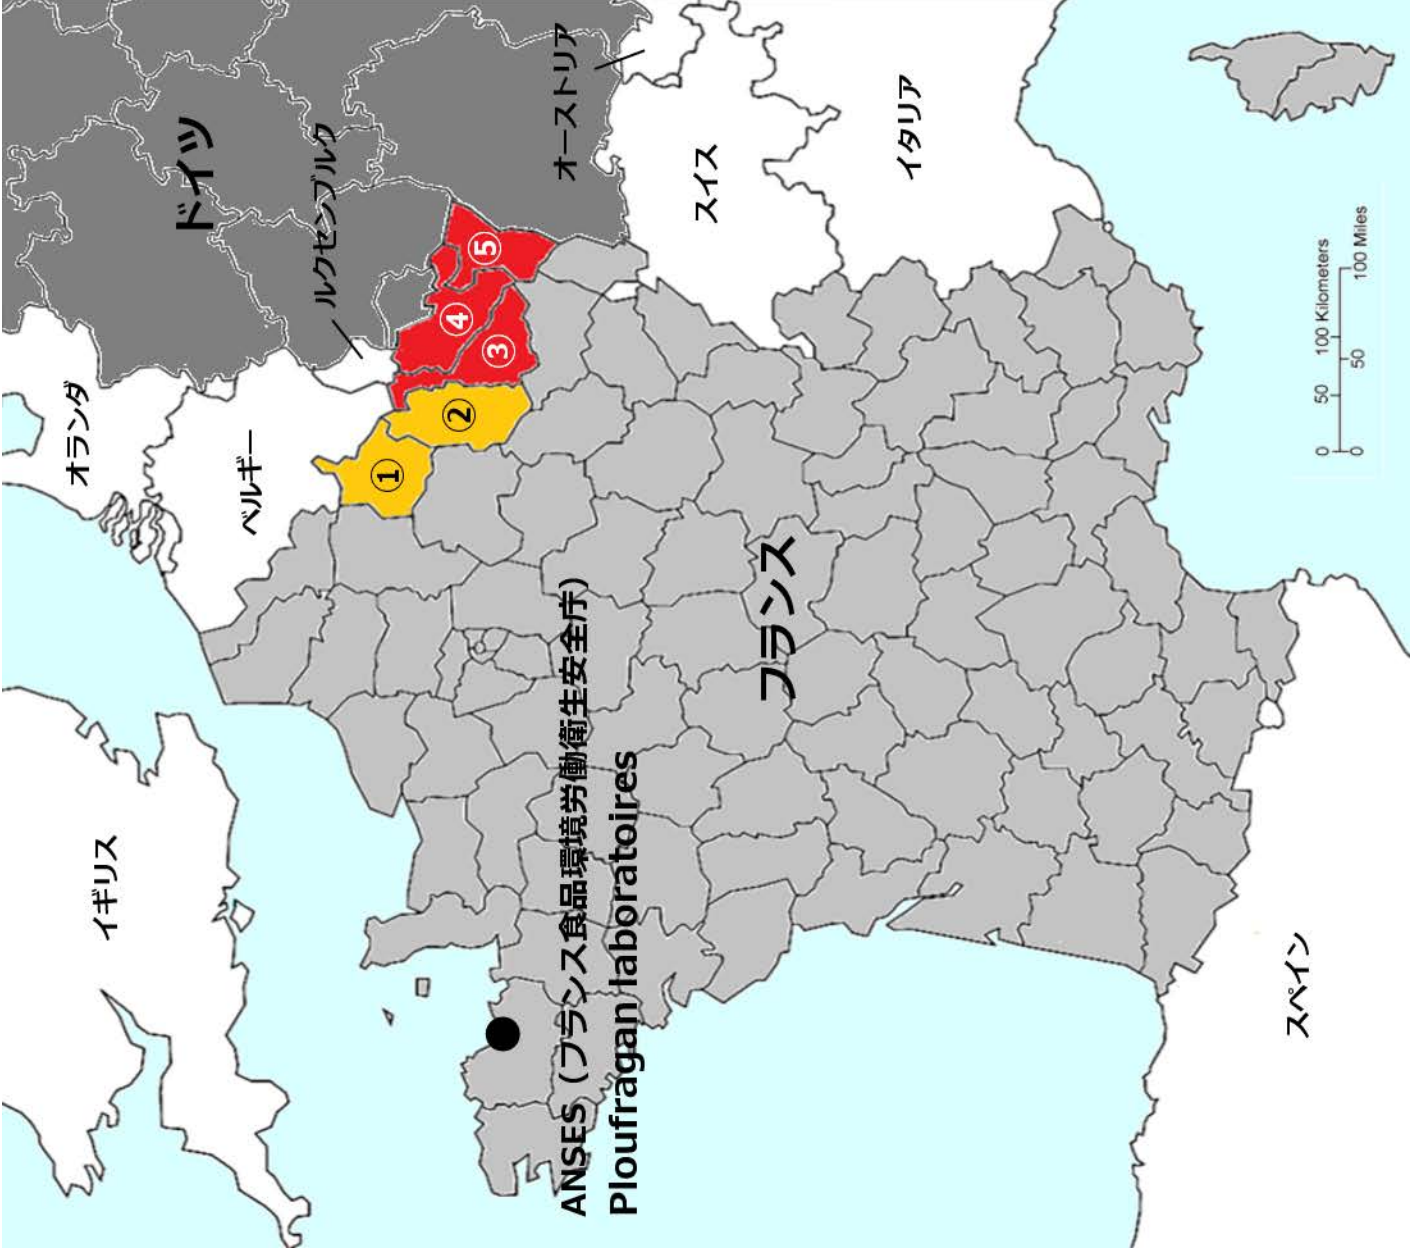 イギリス
オランダ
ドイツ
ベルギー
ルクセンブルク
①
②
③
④
⑤
オーストリア
ANSES(フランス食品環境労働衛生安全庁)
Ploufragan laboratoires
スイス
フランス
イタリア
スペイン
0 50 100 Kilometers
0 50 100 Miles